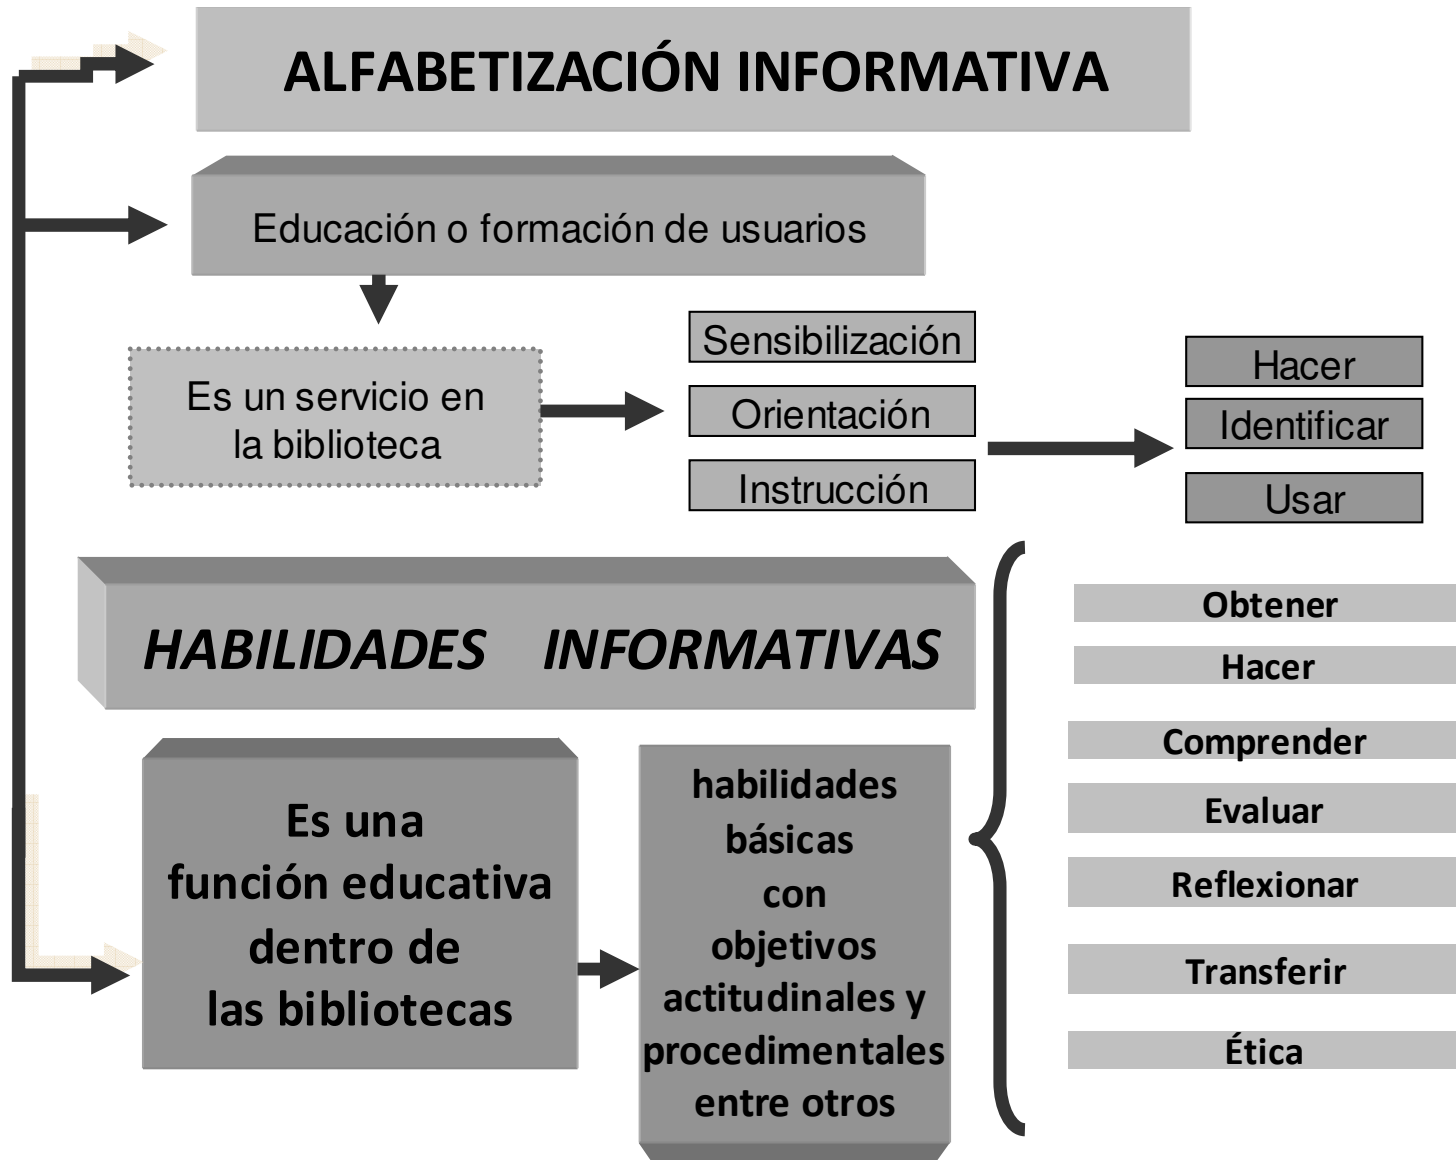 ALFABETIZACIÓN INFORMATIVA
Educación o formación de usuarios
Es un servicio en
la biblioteca
Sensibilización
Orientación
Instrucción
Hacer
Identificar
Usar
HABILIDADES INFORMATIVAS
Es una
función educativa
dentro de
las bibliotecas
habilidades
básicas
con
objetivos
actitudinales y
procedimentales
entre otros
Obtener
Hacer
Comprender
Evaluar
Reflexionar
Transferir
Ética